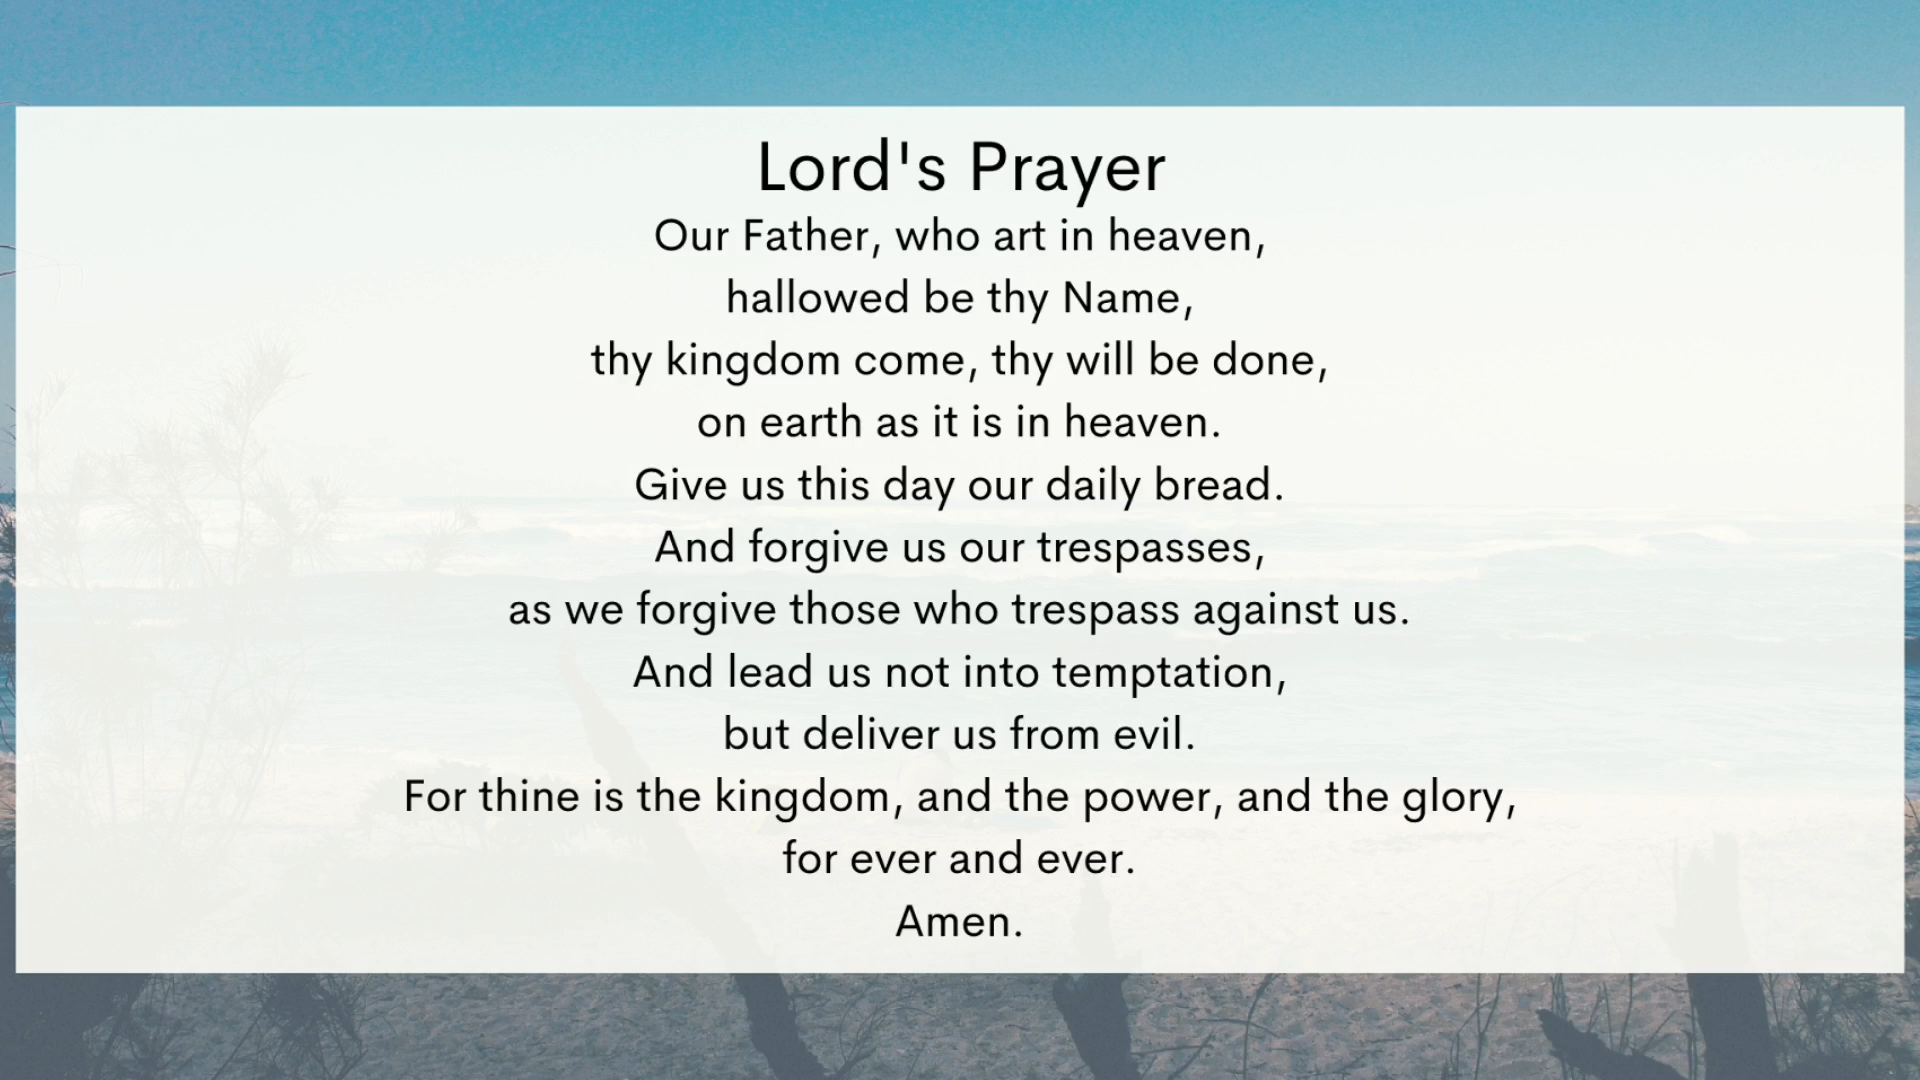 Lord's Prayer
Our Father, who art in heaven,
hallowed be thy Name,
thy kingdom come, thy will be done,
on earth as it is in heaven.
Give us this day our daily bread.
And forgive us our trespasses,
as we forgive those who trespass against us.
And lead us not into temptation,
but deliver us from evil.
For thine is the kingdom, and the power, and the glory,
for ever and ever.
Amen.